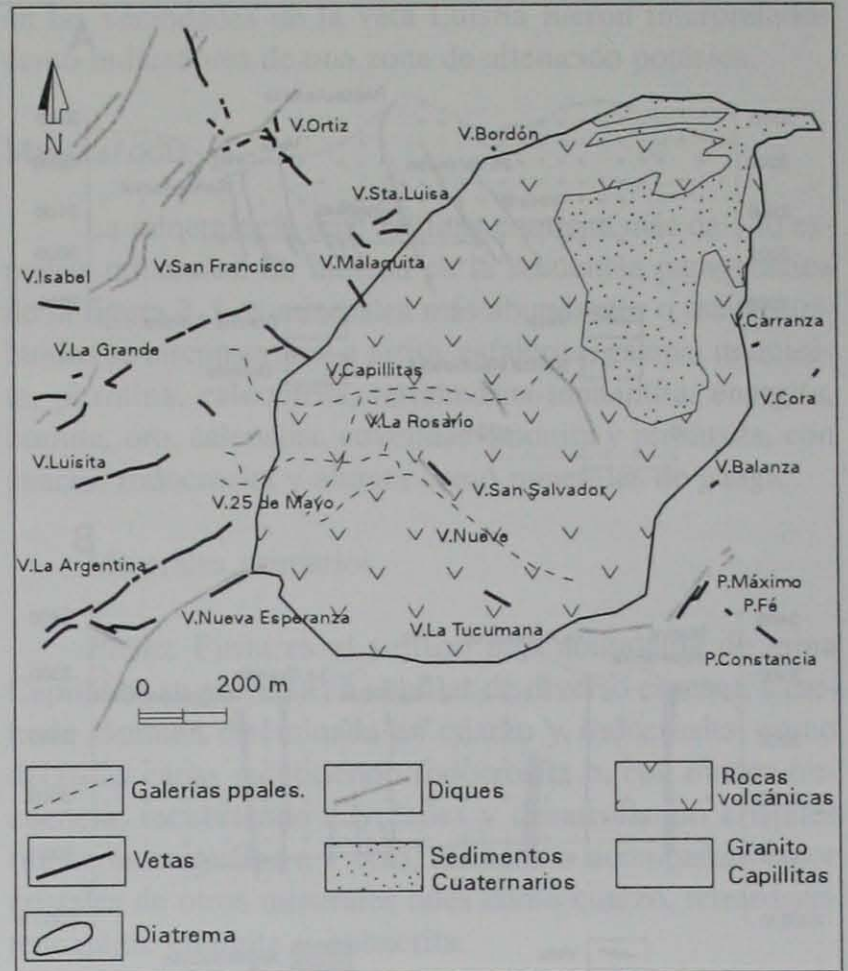 N
V.Ortiz
V.Bordón
V.Sta.Luisa
V.Malaquita
V.San Francisco
V.Isabel
V.La Grande
V.Carranza
V.Capillitas
V.Cora
V.La Rosario
V.Luisita
V.Balanza
V.San Salvador
V.25 de Mayo
V.Nueve
V.La Argentina
P.Máximo
P.Fé
V.Nueva Esperanza
V.La Tucumana
P.Constancia
0 200 m
Galerías ppales.
Diques
Rocas
volcánicas
Vetas
Sedimentos
Cuaternarios
Granito
Capillitas
Diatrema